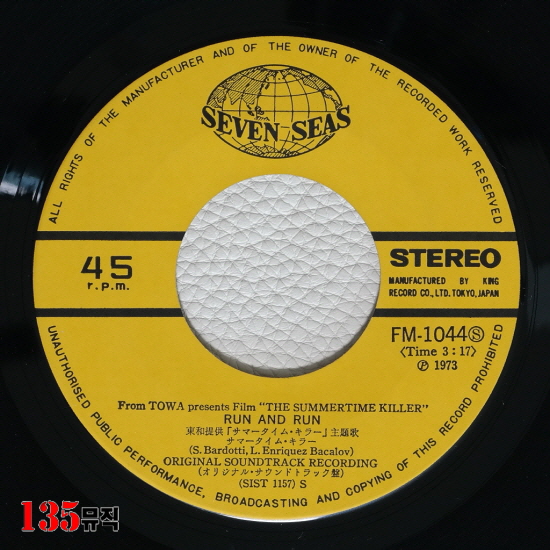 ALL RIGHTS OF THE MANUFACTURER AND OF THE OWNER OF THE RECORDED WORK RESERVED
SEVEN SEAS
45
r.p.m.
STEREO
MANUFACTURED BY KING
RECORD CO., LTD. TOKYO, JAPAN
FM-1044Ⓢ
〈Time 3:17〉
Ⓟ 1973
From TOWA presents Film "THE SUMMERTIME KILLER"
RUN AND RUN
東和提供「サマータイム・キラー」主題歌
サマータイム・キラー
(S. Bardotti, L. Enriquez Bacalov)
ORIGINAL SOUNDTRACK RECORDING
(オリジナル・サウンドトラック盤)
(SIST 1157) S
UNAUTHORISED PUBLIC PERFORMANCE, BROADCASTING AND COPYING OF THIS RECORD PROHIBITED
135뮤직